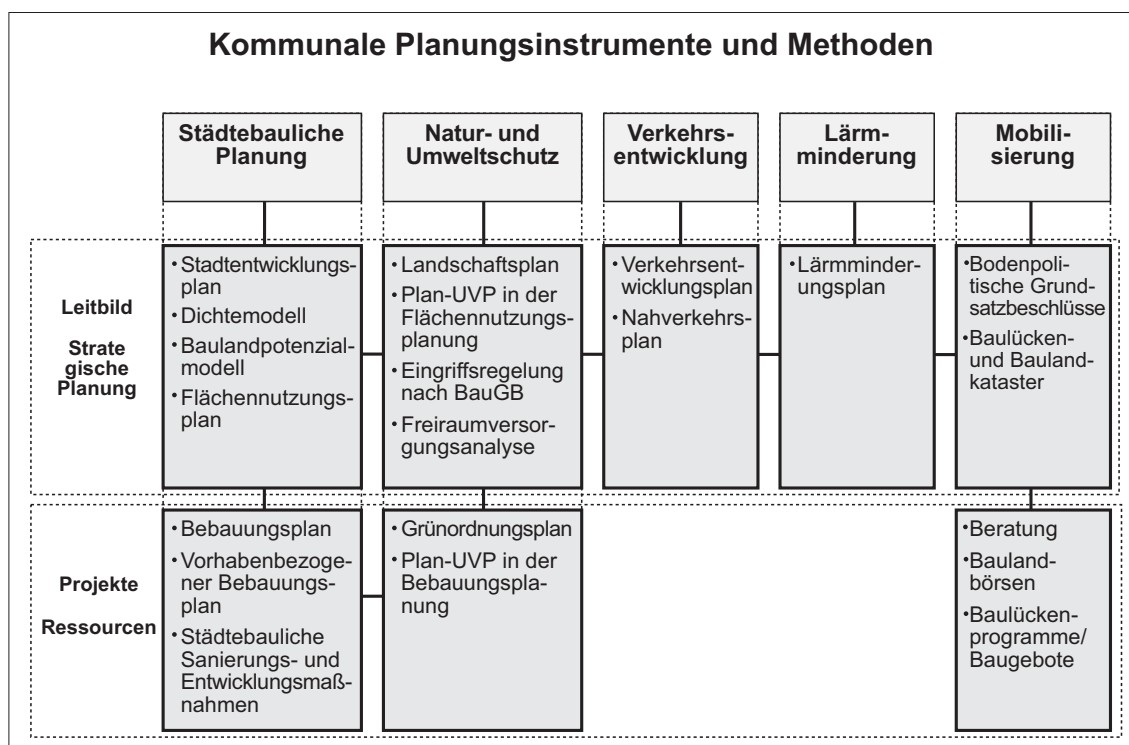 Kommunale Planungsinstrumente und Methoden
Städtebauliche
Planung
Natur- und
Umweltschutz
Verkehrs-
entwicklung
Lärm-
minderung
Mobili-
sierung
Leitbild
Strate
gische
Planung
• Stadtentwicklungs-
plan
• Dichtemodell
• Baulandpotenzial-
modell
• Flächennutzungs-
plan
• Landschaftsplan
• Plan-UVP in der
Flächennutzungs-
planung
• Eingriffsregelung
nach BauGB
• Freiraumversor-
gungsanalyse
• Verkehrsent-
wicklungsplan
• Nahverkehrs-
plan
• Lärmminder-
ungsplan
• Bodenpoli-
tische Grund-
satzbeschlüsse
• Baulücken-
und Bauland-
kataster
Projekte
Ressourcen
• Bebauungsplan
• Vorhabenbezoge-
ner Bebauungs-
plan
• Städtebauliche
Sanierungs- und
Entwicklungsmaß-
nahmen
• Grünordnungsplan
• Plan-UVP in der
Bebauungspla-
nung
• Beratung
• Bauland-
börsen
• Baulücken-
programme/
Baugebote